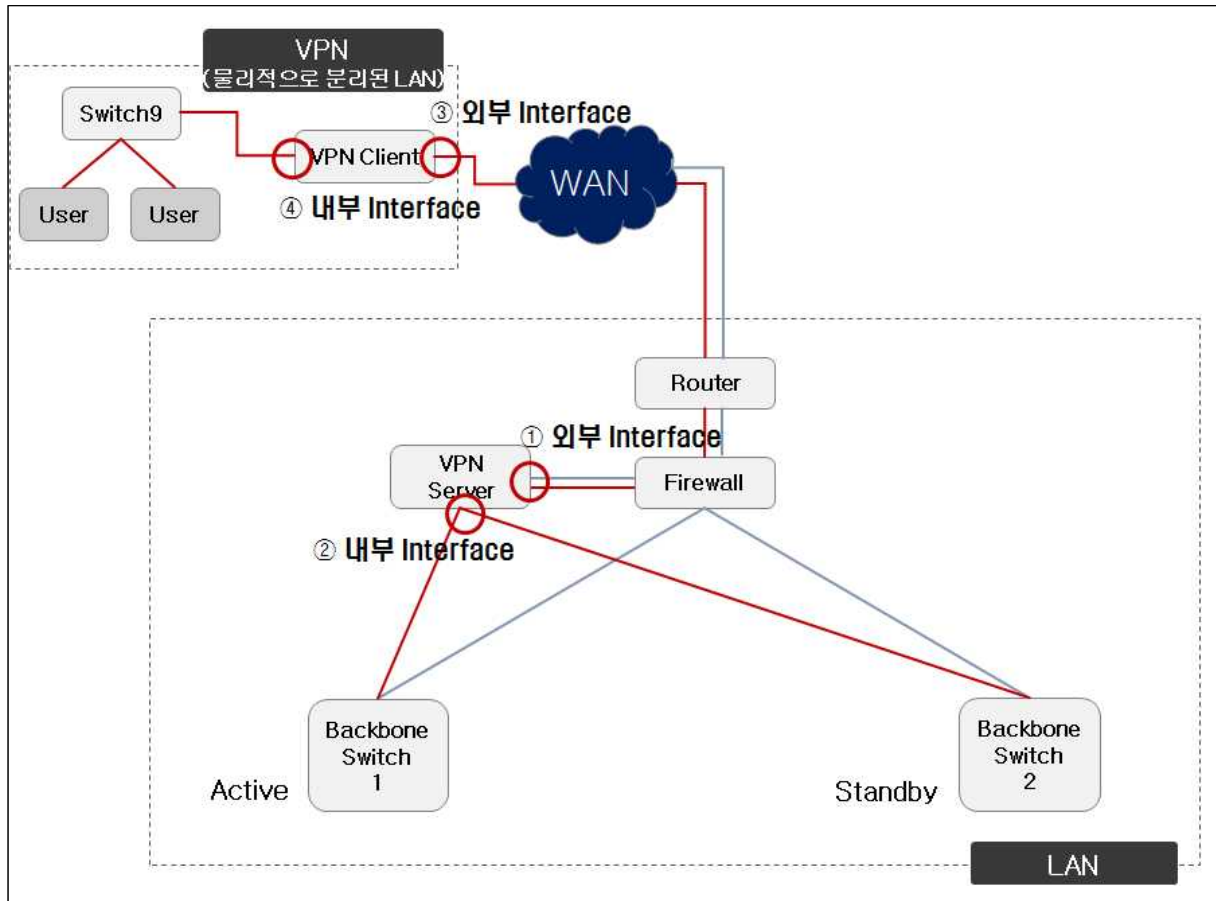 VPN
(물리적으로 분리된 LAN)
Switch9
③ 외부 Interface
VPN Client
WAN
④ 내부 Interface
User
User
Router
① 외부 Interface
VPN
Server
Firewall
② 내부 Interface
Backbone
Switch
1
Active
Backbone
Switch
2
Standby
LAN